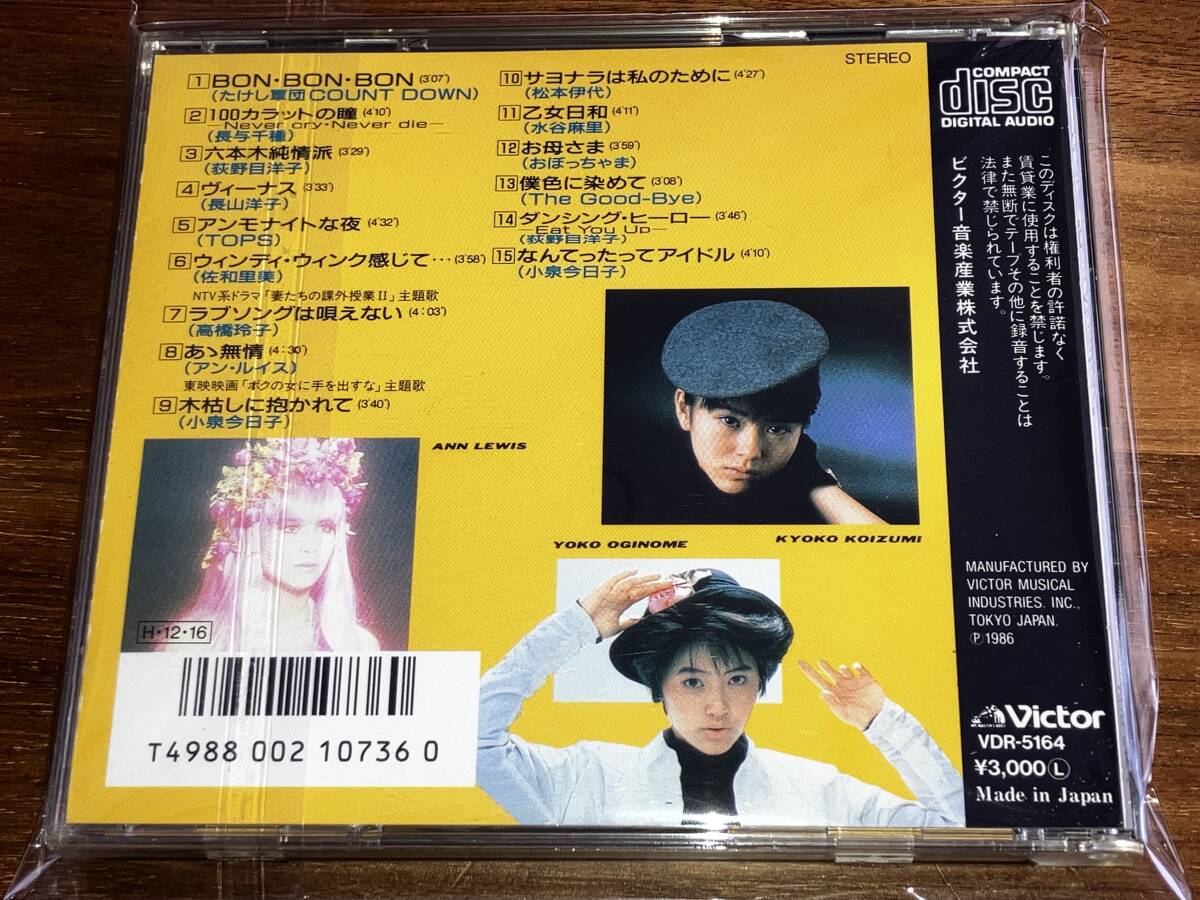 1 BON・BON・BON (3'07")
(たけし軍団COUNT DOWN)
2 100カラットの瞳 (4'10")
—Never cry・Never die—
(長与千種)
3 六本木純情派 (3'29")
(荻野目洋子)
4 ヴィーナス (3'33")
(長山洋子)
5 アンモナイトな夜 (4'32")
(TOPS)
6 ウィンディ・ウィンク感じて… (3'58")
(佐和里美)
NTV系ドラマ「妻たちの課外授業II」主題歌
7 ラブソングは唄えない (4:03")
(高橋玲子)
8 あゝ無情 (4:30")
(アン・ルイス)
東映映画「ボクの女に手を出すな」主題歌
9 木枯しに抱かれて (3'40")
(小泉今日子)
10 サヨナラは私のために (4'27")
(松本伊代)
11 乙女日和 (4'11")
(水谷麻里)
12 お母さま (3'59")
(おぼっちゃま)
13 僕色に染めて (3'08")
(The Good-Bye)
14 ダンシング・ヒーロー (3'46")
—Eat You Up—
(荻野目洋子)
15 なんてったってアイドル (4'10")
(小泉今日子)
STEREO
ANN LEWIS
KYOKO KOIZUMI
YOKO OGINOME
H・12・16
T4988 002 107360
COMPACT
disc
DIGITAL AUDIO
このディスクは権利者の許諾なく
賃貸業に使用することを禁じます。
また無断でテープその他に録音することは
法律で禁じられています。
ビクター音楽産業株式会社
MANUFACTURED BY
VICTOR MUSICAL
INDUSTRIES. INC.,
TOKYO JAPAN.
Ⓟ1986
Victor
VDR-5164
¥3,000Ⓛ
Made in Japan